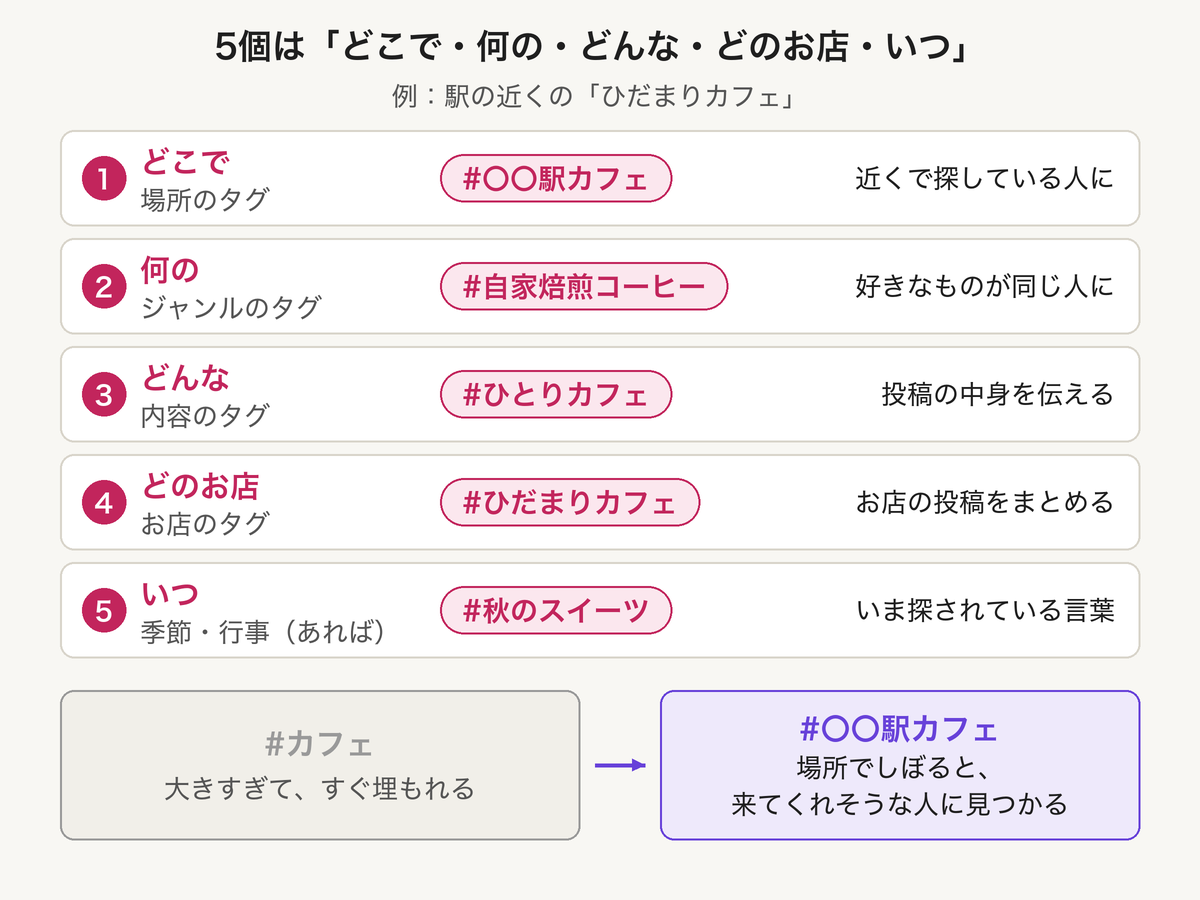 5個は「どこで・何の・どんな・どのお店・いつ」
例：駅の近くの「ひだまりカフェ」
1
どこで
場所のタグ
#〇〇駅カフェ
近くで探している人に
2
何の
ジャンルのタグ
#自家焙煎コーヒー
好きなものが同じ人に
3
どんな
内容のタグ
#ひとりカフェ
投稿の中身を伝える
4
どのお店
お店のタグ
#ひだまりカフェ
お店の投稿をまとめる
5
いつ
季節・行事（あれば）
#秋のスイーツ
いま探されている言葉
#カフェ
大きすぎて、すぐ埋もれる
#〇〇駅カフェ
場所でしぼると、
来てくれそうな人に見つかる